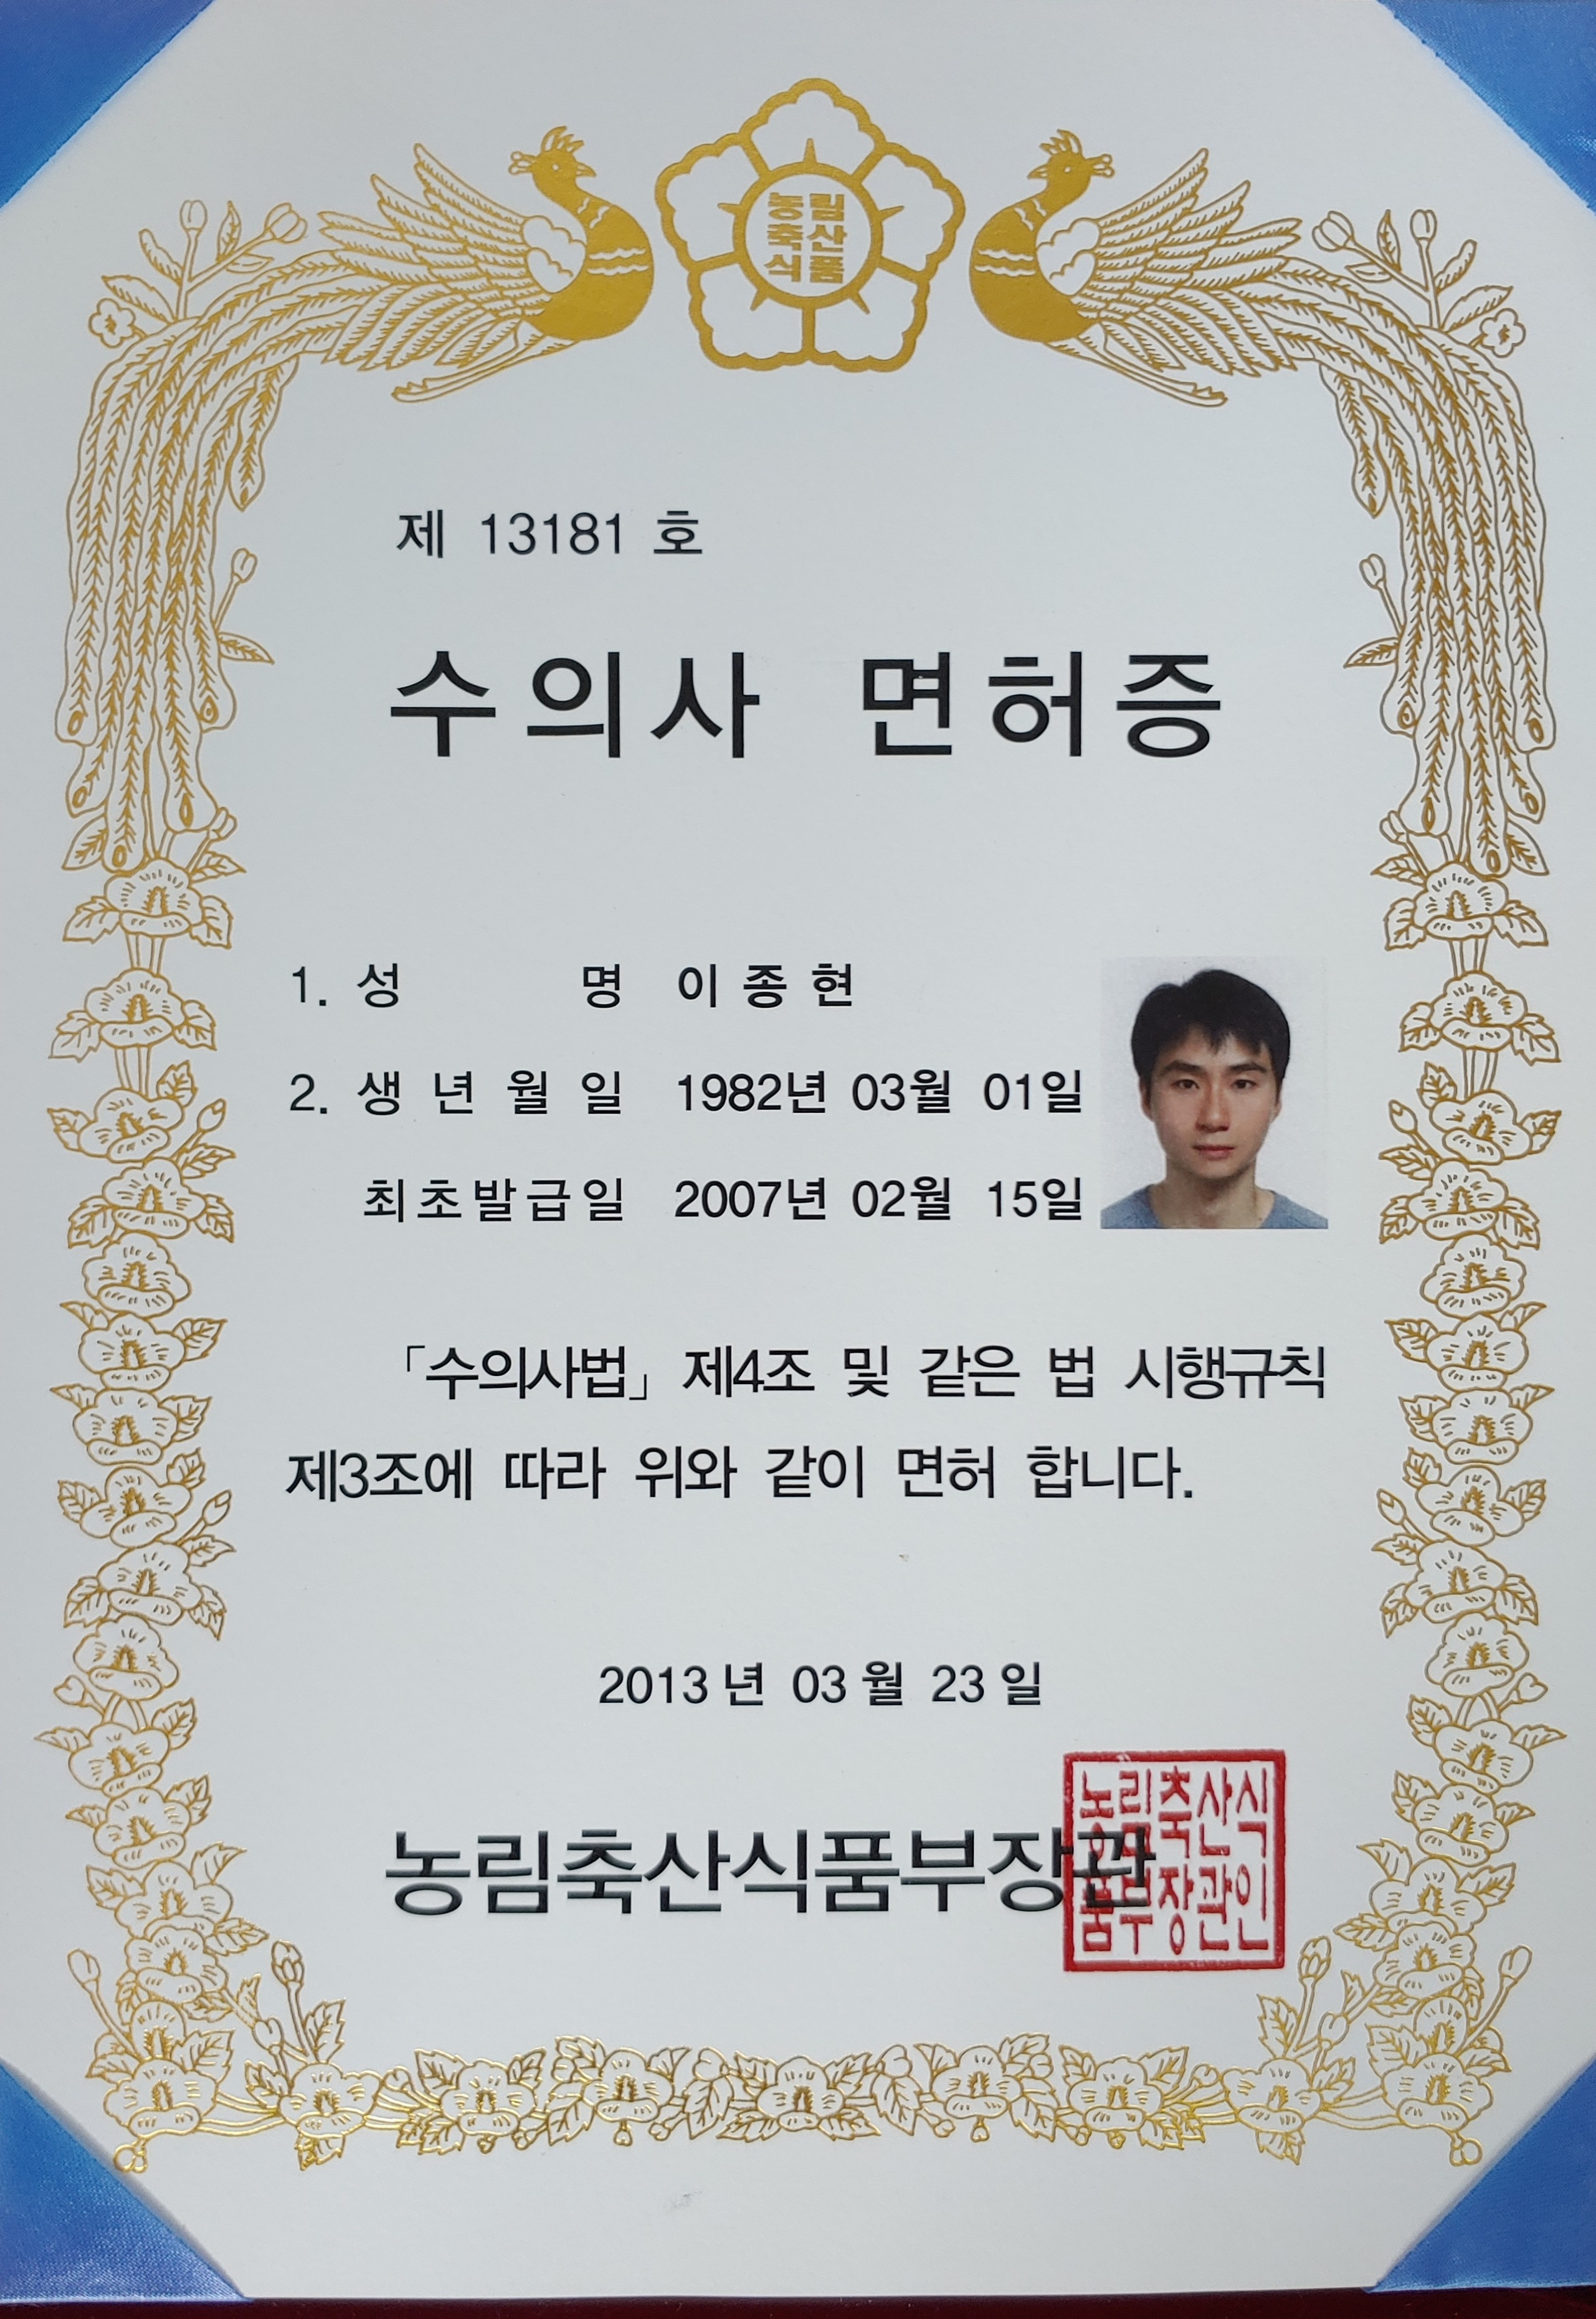 농림
축산
식품
제 13181 호
수의사 면허증
1. 성 명 이 종 현
2. 생 년 월 일 1982년 03월 01일
최초발급일 2007년 02월 15일
「수의사법」 제4조 및 같은 법 시행규칙
제3조에 따라 위와 같이 면허 합니다.
2013 년 03 월 23 일
농림축산식품부장관
농림축산식
품부장관인